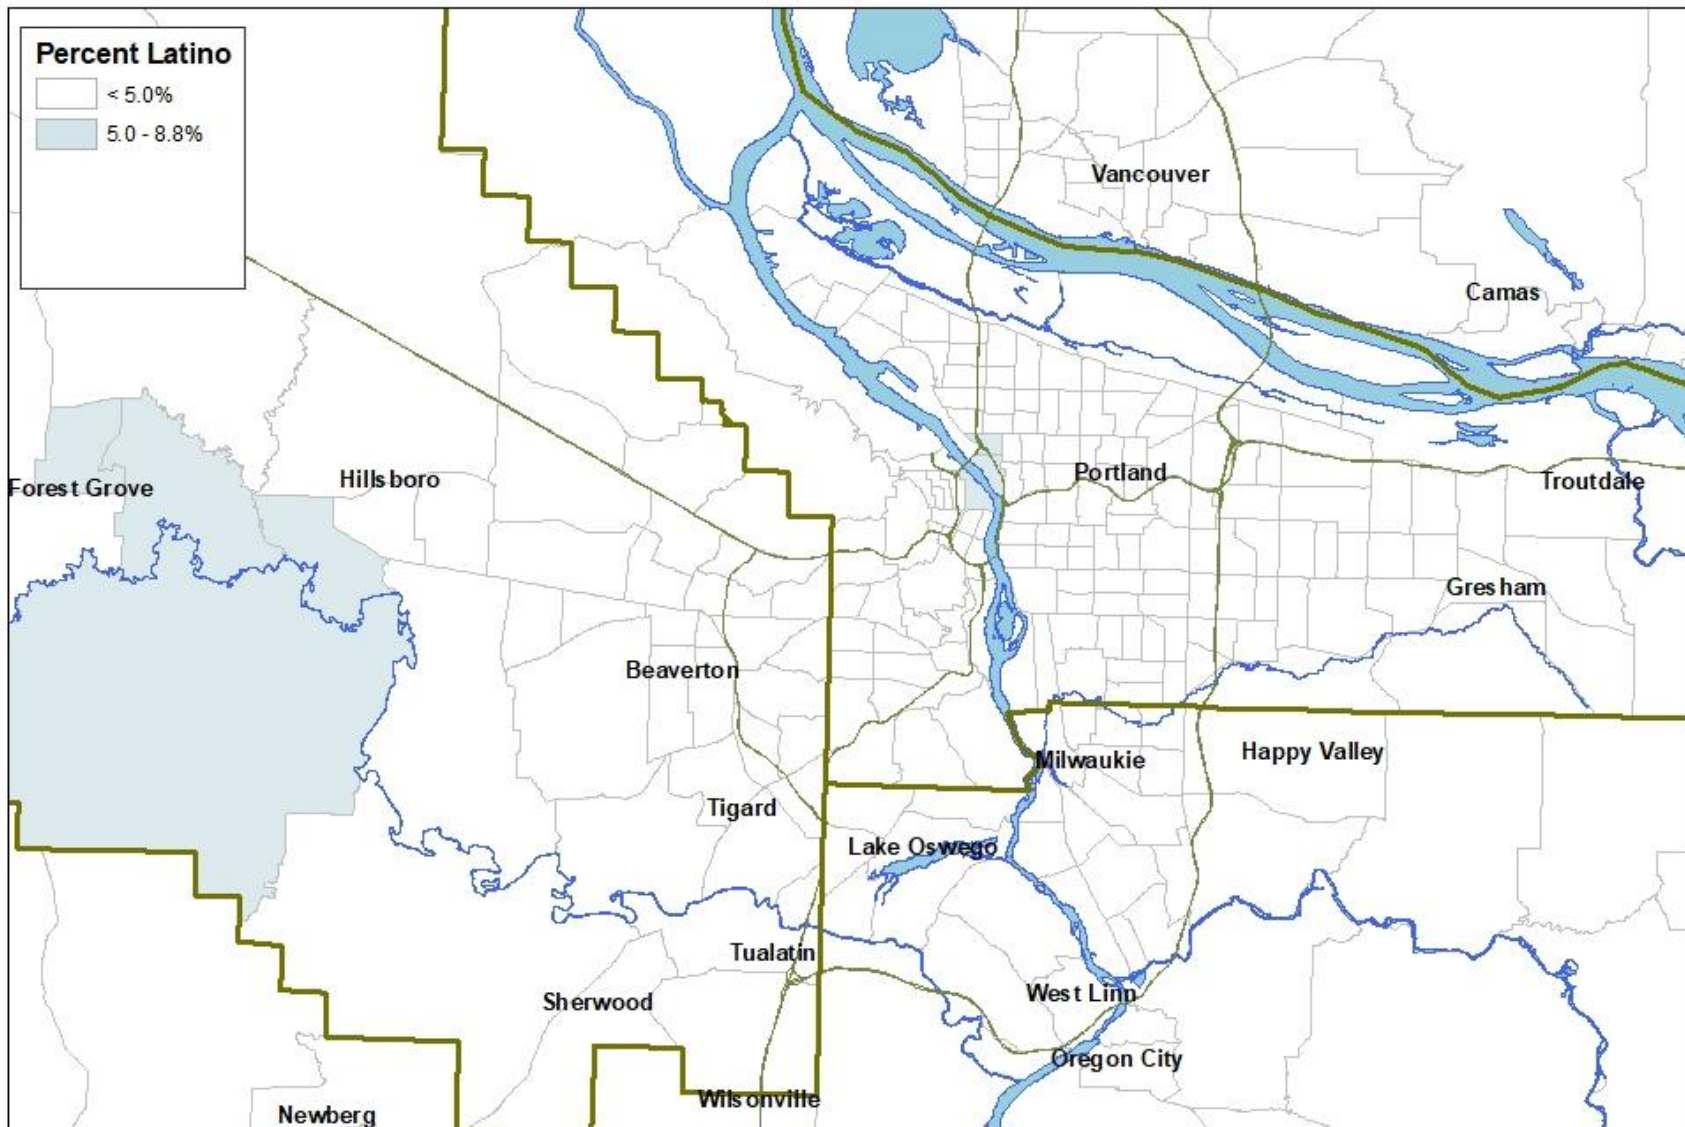 Percent Latino
< 5.0%
5.0 - 8.8%
Vancouver
Camas
Forest Grove
Hillsboro
Portland
Troutdale
Gresham
Beaverton
Milwaukie
Happy Valley
Tigard
Lake Oswego
Tualatin
Sherwood
West Linn
Oregon City
Wilsonville
Newberg